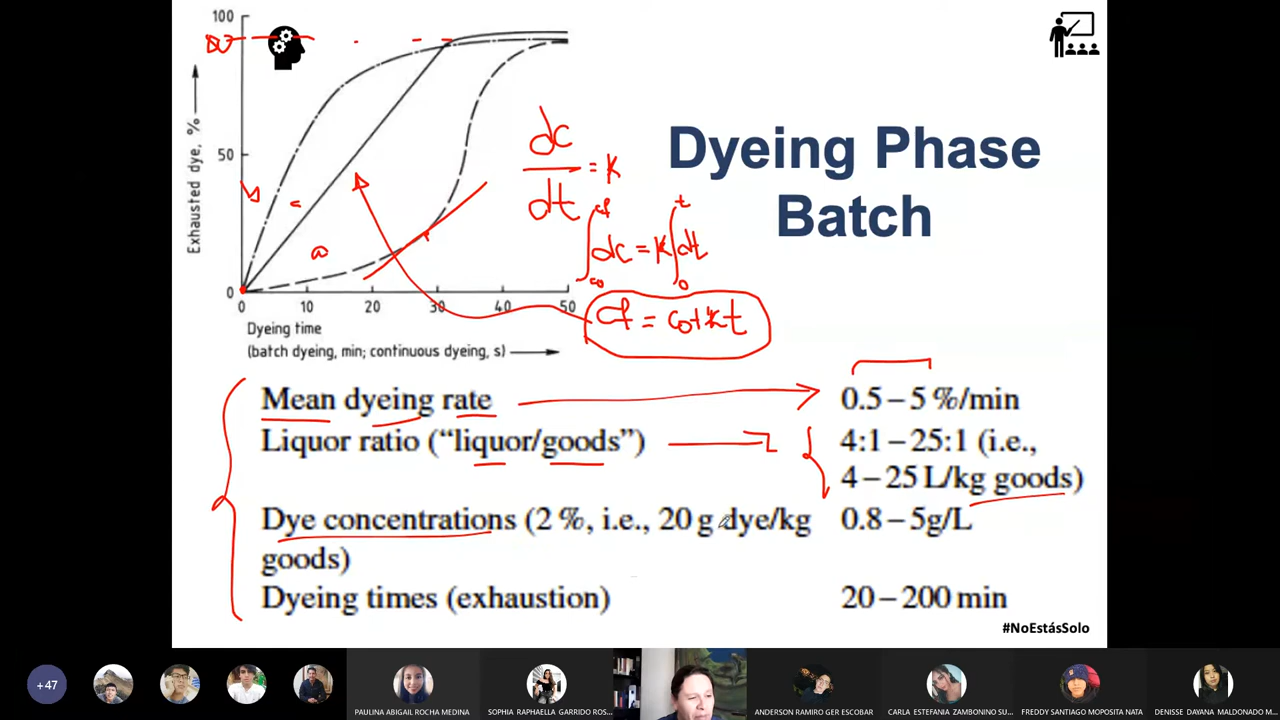 100
50
0
Exhausted dye, %
0 10 20 30 40 50
Dyeing time
(batch dyeing, min; continuous dyeing, s)
dc
dt
= K
cf
t
∫dc = K∫dt
co
0
Cf = Co+Kt
Dyeing Phase
Batch
Mean dyeing rate 0.5 – 5 %/min
Liquor ratio (“liquor/goods”) 4:1 – 25:1 (i.e.,
4 – 25 L/kg goods)
Dye concentrations (2 %, i.e., 20 g dye/kg 0.8 – 5g/L
goods)
Dyeing times (exhaustion) 20 – 200 min
#NoEstásSolo
+47
PAULINA ABIGAIL ROCHA MEDINA
SOPHIA RAPHAELLA GARRIDO ROS...
ANDERSON RAMIRO GER ESCOBAR
CARLA ESTEFANIA ZAMBONINO SU...
FREDDY SANTIAGO MOPOSITA NATA
DENISSE DAYANA MALDONADO M...